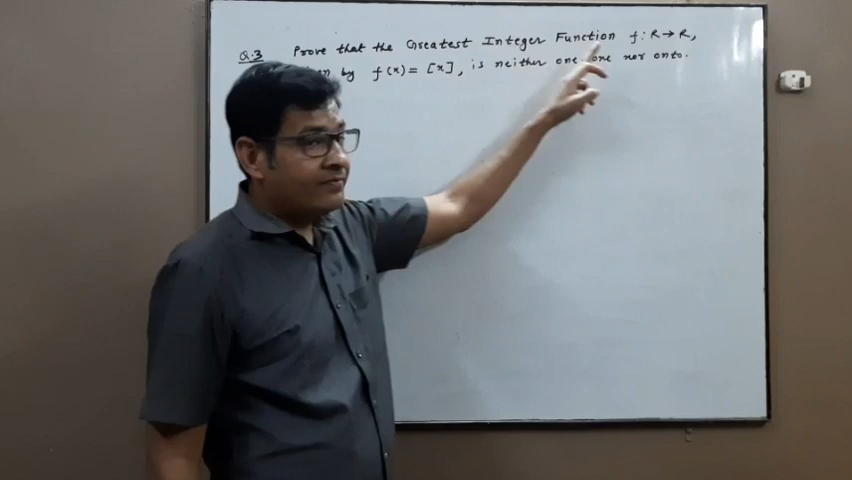 Q.3 Prove that the Greatest Integer Function f: R→R,
by f(x) = [x], is neither one one nor onto.